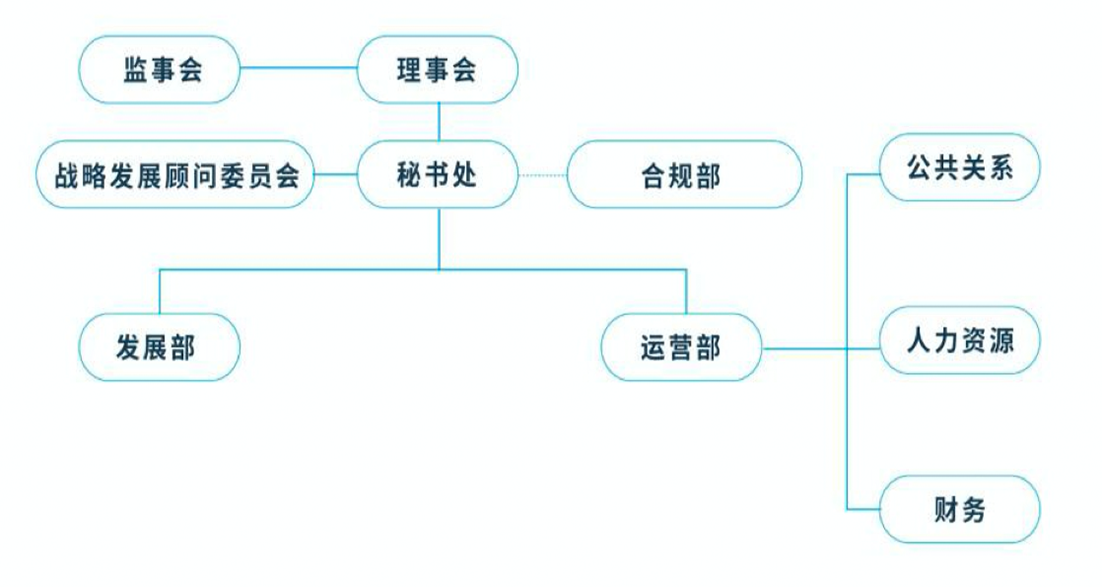 监事会
理事会
战略发展顾问委员会
秘书处
合规部
公共关系
发展部
运营部
人力资源
财务